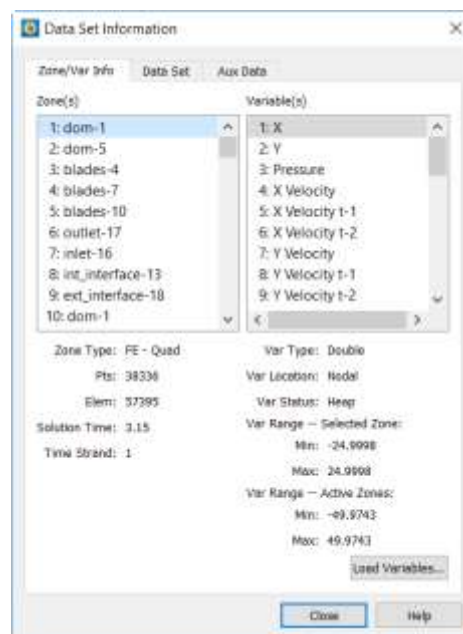 Data Set Information
Zone/Var Info Data Set Aux Data
Zone(s)
1: dom-1
2: dom-5
3: blades-4
4: blades-7
5: blades-10
6: outlet-17
7: inlet-16
8: int_interface-13
9: ext_interface-18
10: dom-1
Zone Type: FE - Quad
Pts: 38336
Elem: 57395
Solution Time: 3.15
Time Strand: 1
Variable(s)
1: X
2: Y
3: Pressure
4: X Velocity
5: X Velocity t-1
6: X Velocity t-2
7: Y Velocity
8: Y Velocity t-1
9: Y Velocity t-2
Var Type: Double
Var Location: Nodal
Var Status: Heap
Var Range -- Selected Zone:
Min: -24.9998
Max: 24.9998
Var Range -- Active Zones:
Min: -49.9743
Max: 49.9743
Load Variables...
Close Help